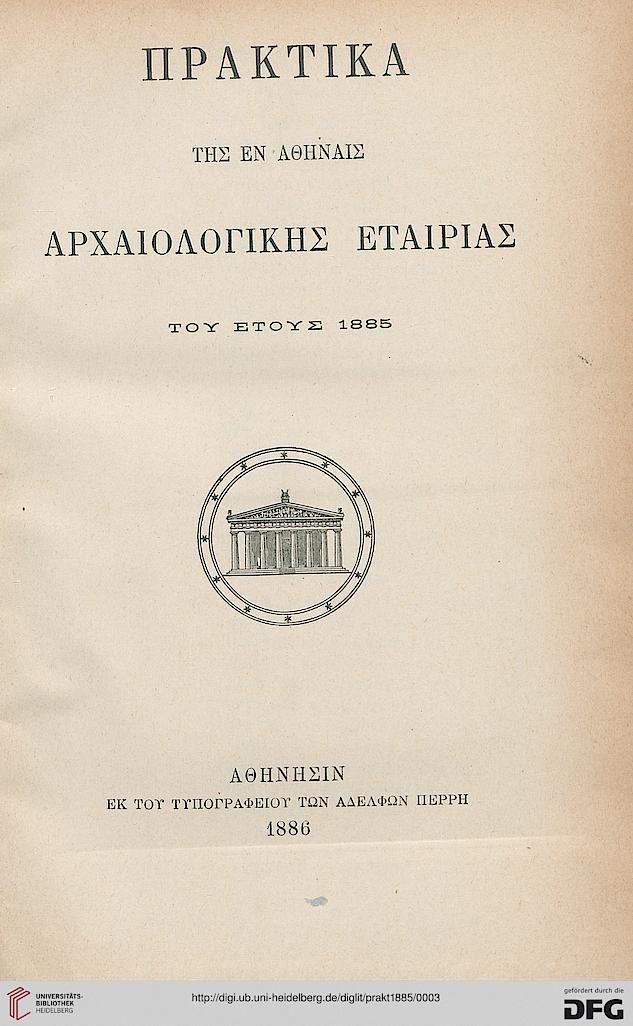 ΠΡΑΚΤΙΚΑ
ΤΗΣ ΕΝ ΑΘΗΝΑΙΣ
ΑΡΧΑΙΟΛΟΓΙΚΗΣ ΕΤΑΙΡΙΑΣ
ΤΟΥ ΕΤΟΥΣ 1885
ΑΘΗΝΗΣΙΝ
ΕΚ ΤΟΥ ΤΥΠΟΓΡΑΦΕΙΟΥ ΤΩΝ ΑΔΕΛΦΩΝ ΠΕΡΡΗ
1886
UNIVERSITÄTS-
BIBLIOTHEK
HEIDELBERG
http://digi.ub.uni-heidelberg.de/diglit/prakt1885/0003
gefördert durch die
DFG